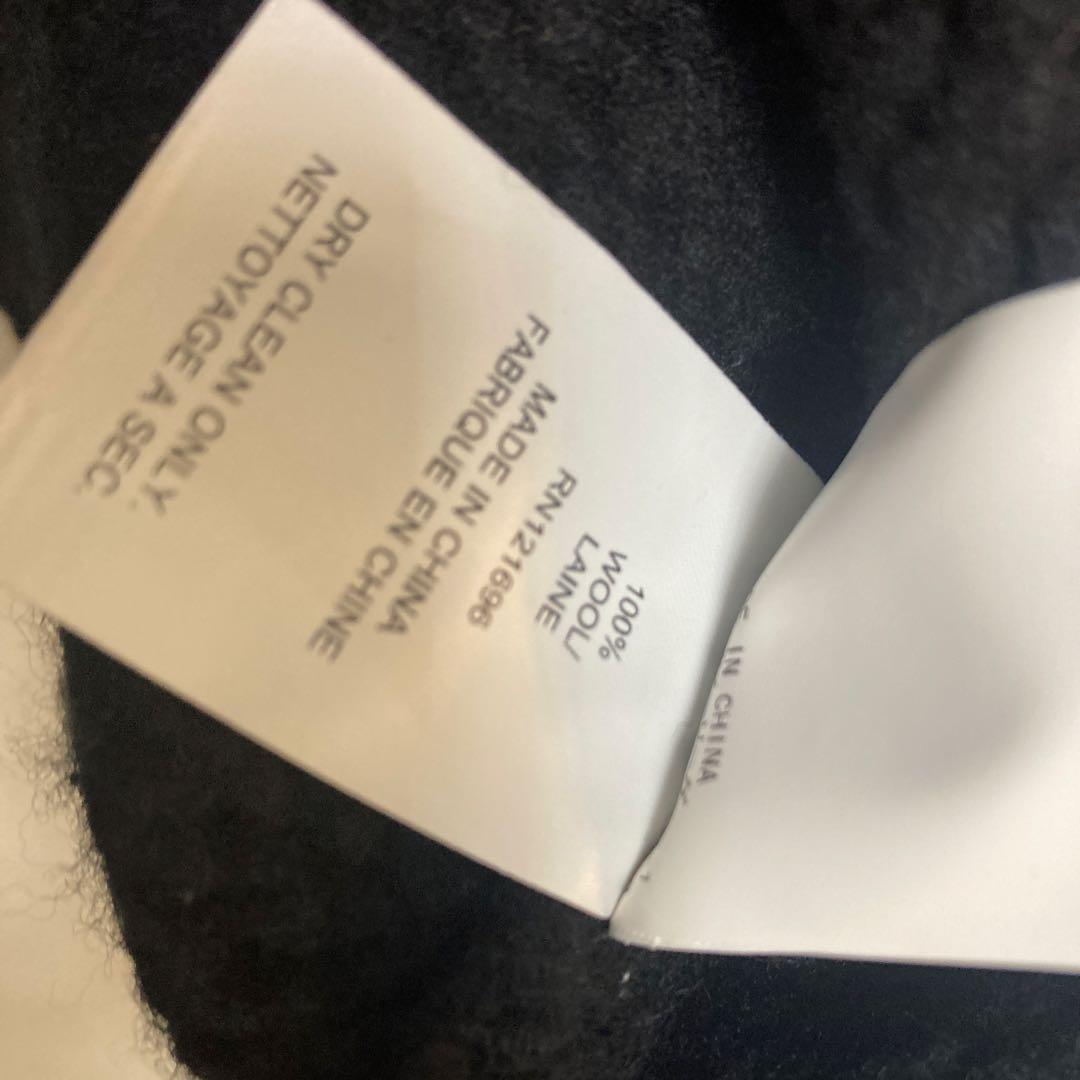 100%
WOOL/
LAINE
RN121696
MADE IN CHINA
FABRIQUE EN CHINE
DRY CLEAN ONLY.
NETTOYAGE A SEC.
IN CHINA